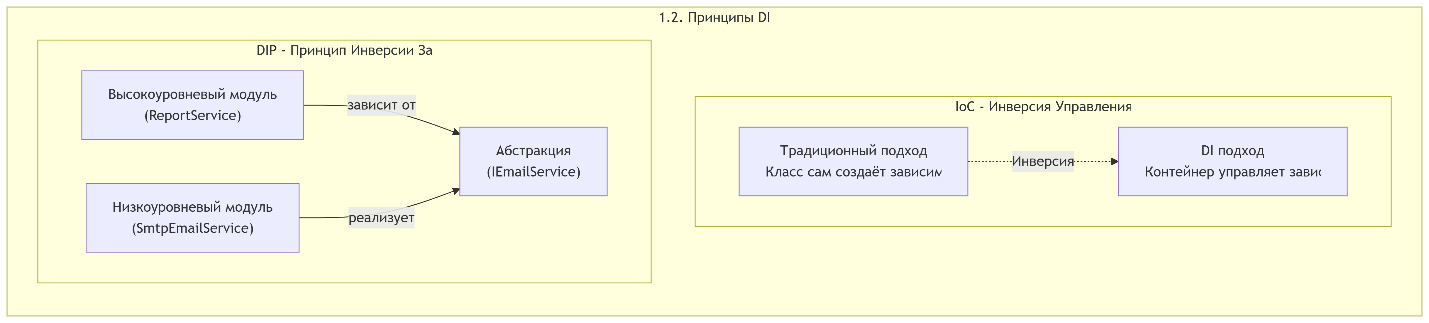 1.2. Принципы DI
DIP - Принцип Инверсии За
Высокоуровневый модуль
(ReportService)
зависит от
Абстракция
(IEmailService)
Низкоуровневый модуль
(SmtpEmailService)
реализует
IoC - Инверсия Управления
Традиционный подход
Класс сам создаёт зависим
Инверсия
DI подход
Контейнер управляет завис